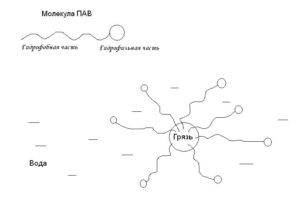 Молекула ПАВ
Гидрофобная часть Гидрофильная часть
Грязь
Вода